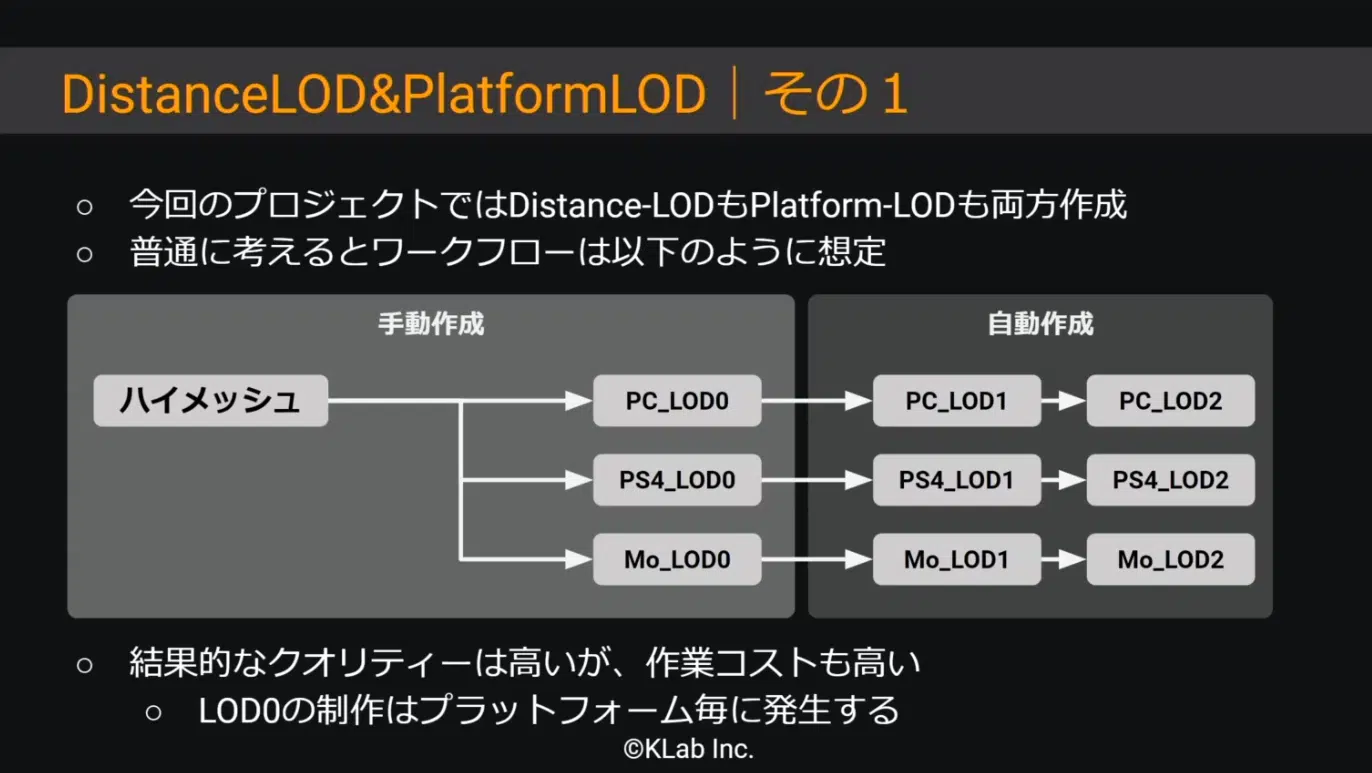 DistanceLOD&PlatformLOD｜その１
○ 今回のプロジェクトではDistance-LODもPlatform-LODも両方作成
○ 普通に考えるとワークフローは以下のように想定
手動作成
自動作成
ハイメッシュ
PC_LOD0
PC_LOD1
PC_LOD2
PS4_LOD0
PS4_LOD1
PS4_LOD2
Mo_LOD0
Mo_LOD1
Mo_LOD2
○ 結果的なクオリティーは高いが、作業コストも高い
○ LOD0の制作はプラットフォーム毎に発生する
©KLab Inc.